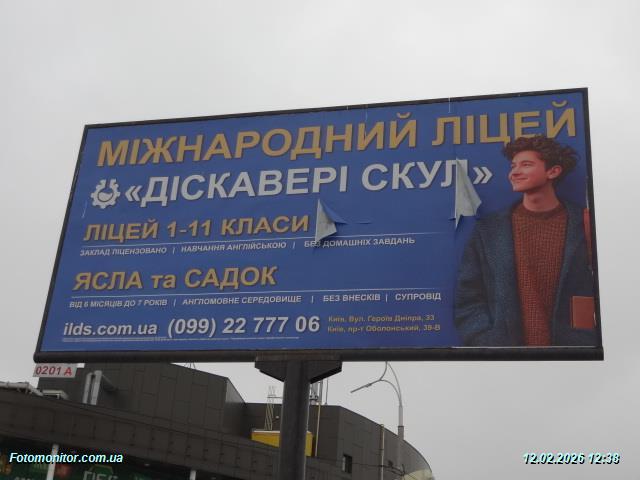 МІЖНАРОДНИЙ ЛІЦЕЙ
«ДІСКАВЕРІ СКУЛ»
ЛІЦЕЙ 1-11 КЛАСИ
ЗАКЛАД ЛІЦЕНЗОВАНО | НАВЧАННЯ АНГЛІЙСЬКОЮ | БЕЗ ДОМАШНІХ ЗАВДАНЬ
ЯСЛА та САДОК
ВІД 6 МІСЯЦІВ ДО 7 РОКІВ | АНГЛОМОВНЕ СЕРЕДОВИЩЕ | БЕЗ ВНЕСКІВ | СУПРОВІД
ilds.com.ua (099) 22 777 06
Київ, Вул. Героїв Дніпра, 33
Київ, пр-т Оболонський, 39-В
0201 A
Fotomonitor.com.ua
12.02.2026 12:38